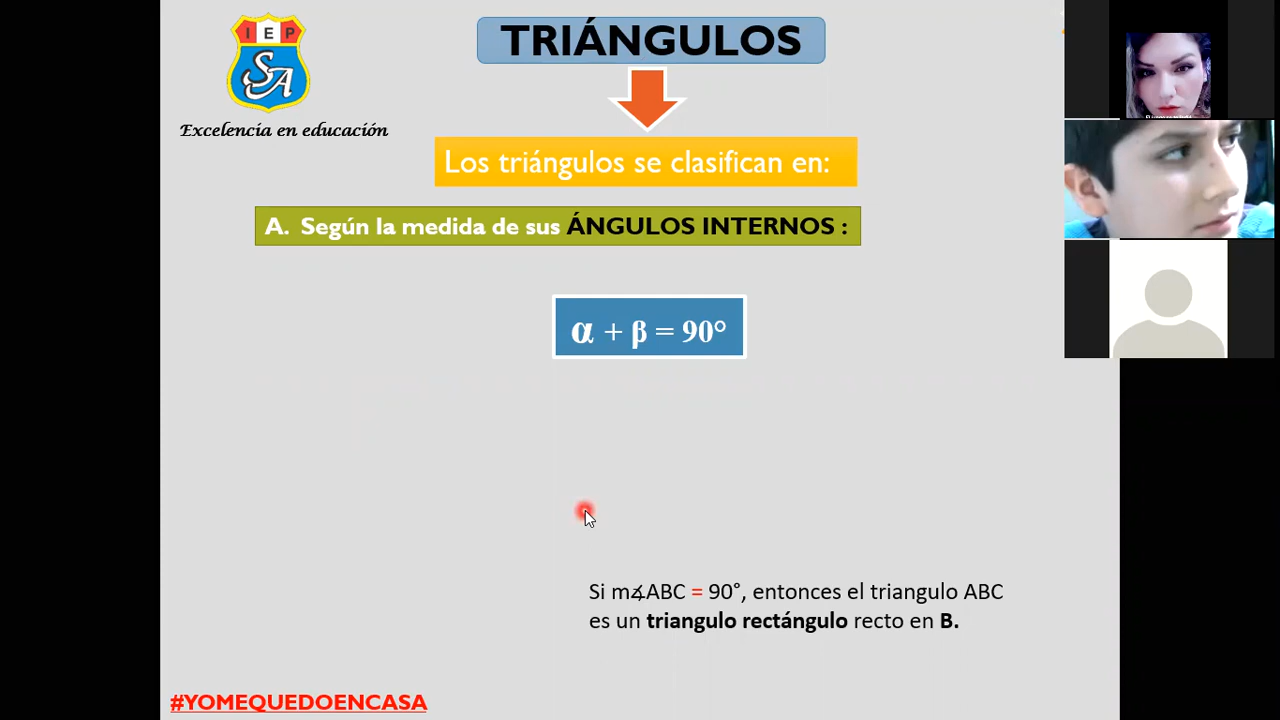 I E P
SA
Excelencia en educación
TRIÁNGULOS
Los triángulos se clasifican en:
A. Según la medida de sus ÁNGULOS INTERNOS :
α + β = 90°
Si m∡ABC = 90°, entonces el triangulo ABC
es un triangulo rectángulo recto en B.
#YOMEQUEDOENCASA